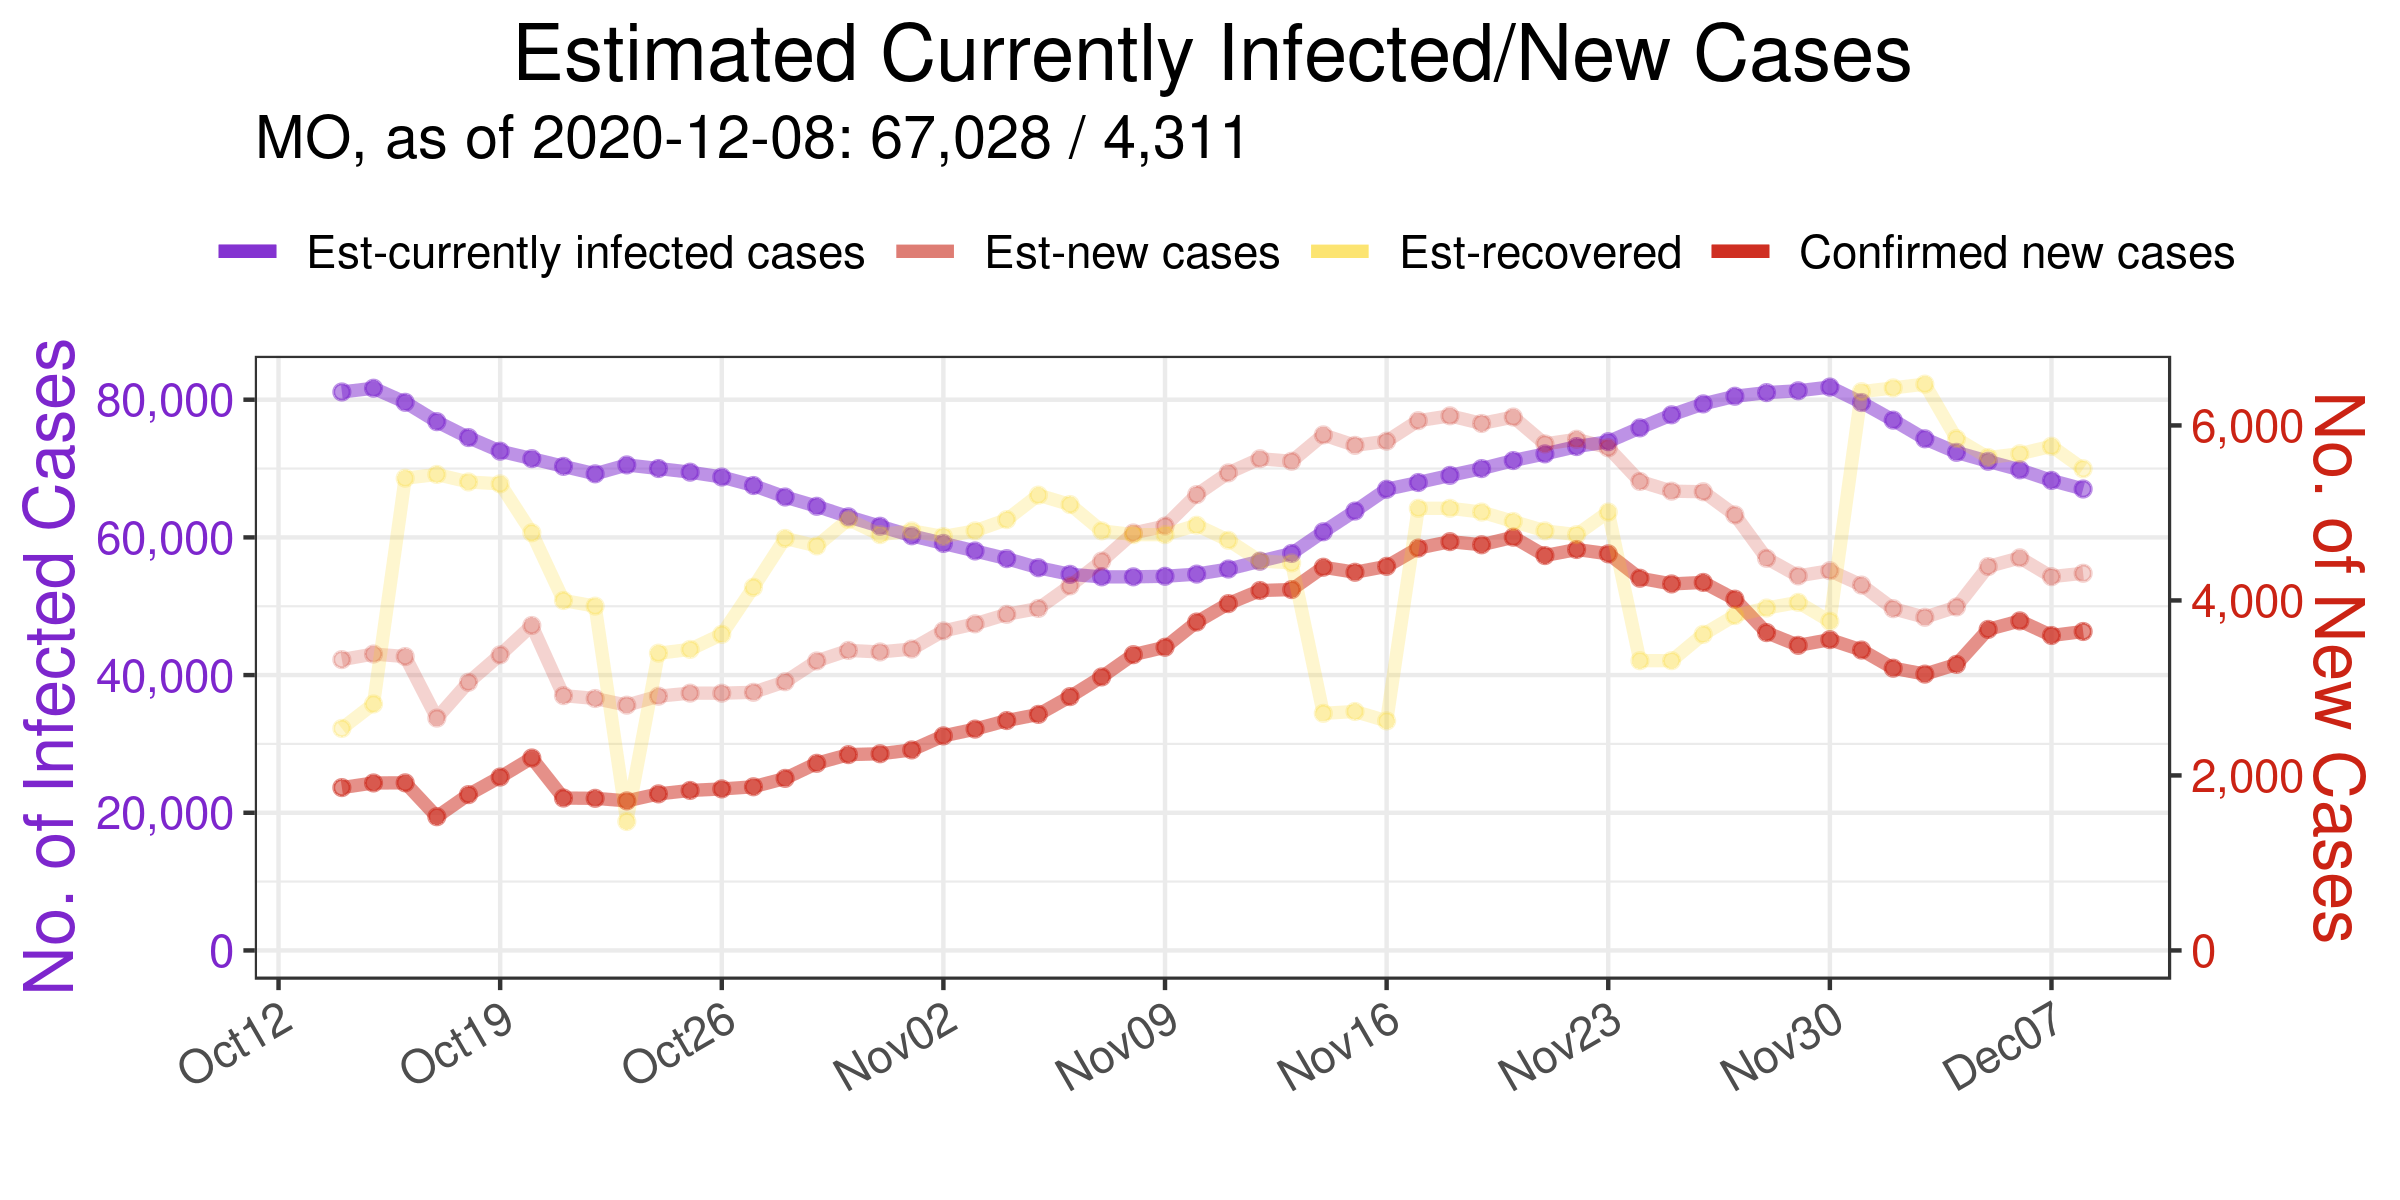 Estimated Currently Infected/New Cases
MO, as of 2020-12-08: 67,028 / 4,311
Est-currently infected cases Est-new cases Est-recovered Confirmed new cases
No. of Infected Cases
80,000
60,000
40,000
20,000
0
6,000
4,000
2,000
0
No. of New Cases
Oct12 Oct19 Oct26 Nov02 Nov09 Nov16 Nov23 Nov30 Dec07